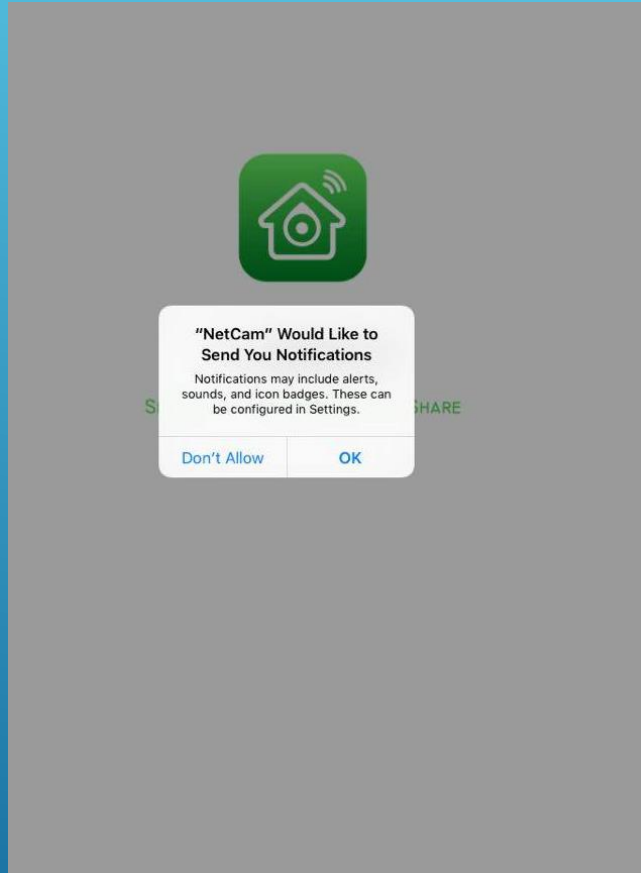 "NetCam" Would Like to
Send You Notifications
Notifications may include alerts,
sounds, and icon badges. These can
be configured in Settings.
Don't Allow
OK